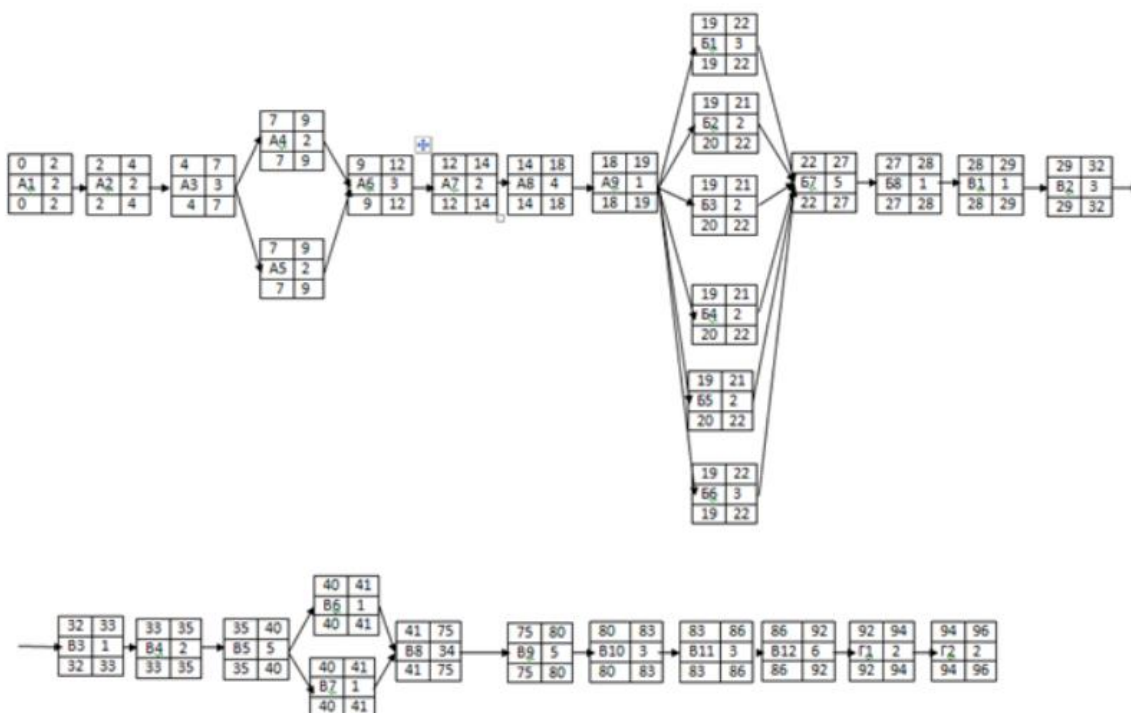 0 2
А1 2
0 2
2 4
А2 2
2 4
4 7
А3 3
4 7
7 9
А4 2
7 9
7 9
А5 2
7 9
9 12
А6 3
9 12
12 14
А7 2
12 14
14 18
А8 4
14 18
18 19
А9 1
18 19
19 22
Б1 3
19 22
19 21
Б2 2
20 22
19 21
Б3 2
20 22
19 21
Б4 2
20 22
19 21
Б5 2
20 22
19 22
Б6 3
19 22
22 27
Б7 5
22 27
27 28
Б8 1
27 28
28 29
В1 1
28 29
29 32
В2 3
29 32
32 33
В3 1
32 33
33 35
В4 2
33 35
35 40
В5 5
35 40
40 41
В6 1
40 41
40 41
В7 1
40 41
41 75
В8 34
41 75
75 80
В9 5
75 80
80 83
В10 3
80 83
83 86
В11 3
83 86
86 92
В12 6
86 92
92 94
Г1 2
92 94
94 96
Г2 2
94 96